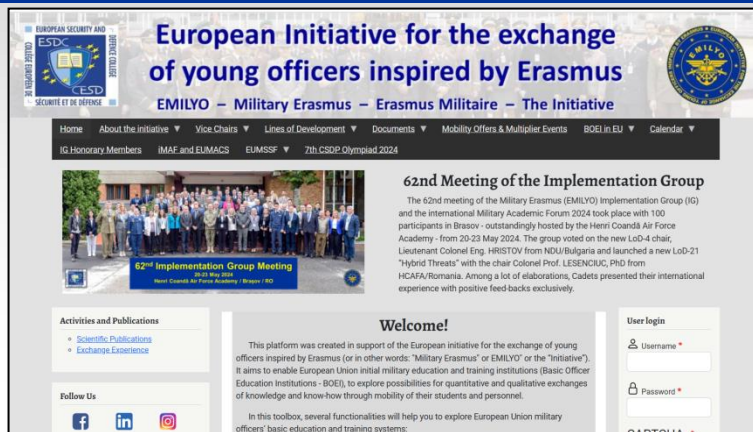 EUROPEAN SECURITY AND
DEFENCE COLLEGE
COLLÈGE EUROPÉEN DE
SÉCURITÉ ET DE DÉFENSE
ESDC
CESD
European Initiative for the exchange
of young officers inspired by Erasmus
EMILYO – Military Erasmus – Erasmus Militaire – The Initiative
EMILYO
Home About the initiative ▼ Vice Chairs ▼ Lines of Development ▼ Documents ▼ Mobility Offers & Multiplier Events BOEI in EU ▼ Calendar ▼
IG Honorary Members iMAF and EUMACS EUMSSF ▼ 7th CSDP Olympiad 2024
62nd Implementation Group Meeting
20-23 May 2024
Henri Coandă Air Force Academy / Brașov / RO
62nd Meeting of the Implementation Group
The 62nd meeting of the Military Erasmus (EMILYO) Implementation Group (IG)
and the international Military Academic Forum 2024 took place with 100
participants in Brasov - outstandingly hosted by the Henri Coandă Air Force
Academy - from 20-23 May 2024. The group voted on the new LoD-4 chair,
Lieutenant Colonel Eng. HRISTOV from NDU/Bulgaria and launched a new LoD-21
"Hybrid Threats" with the chair Colonel Prof. LESENCIUC, PhD from
HCAFA/Romania. Among a lot of elaborations, Cadets presented their international
experience with positive feed-backs exclusively.
Activities and Publications
Scientific Publications
Exchange Experience
Follow Us
Welcome!
This platform was created in support of the European initiative for the exchange of young
officers inspired by Erasmus (or in other words: "Military Erasmus" or EMILYO" or the "Initiative").
It aims to enable European Union initial military education and training institutions (Basic Officer
Education Institutions - BOEI), to explore possibilities for quantitative and qualitative exchanges
of knowledge and know-how through mobility of their students and personnel.
In this toolbox, several functionalities will help you to explore European Union military
officers' basic education and training systems:
User login
Username *
Password *
CAPTCHA